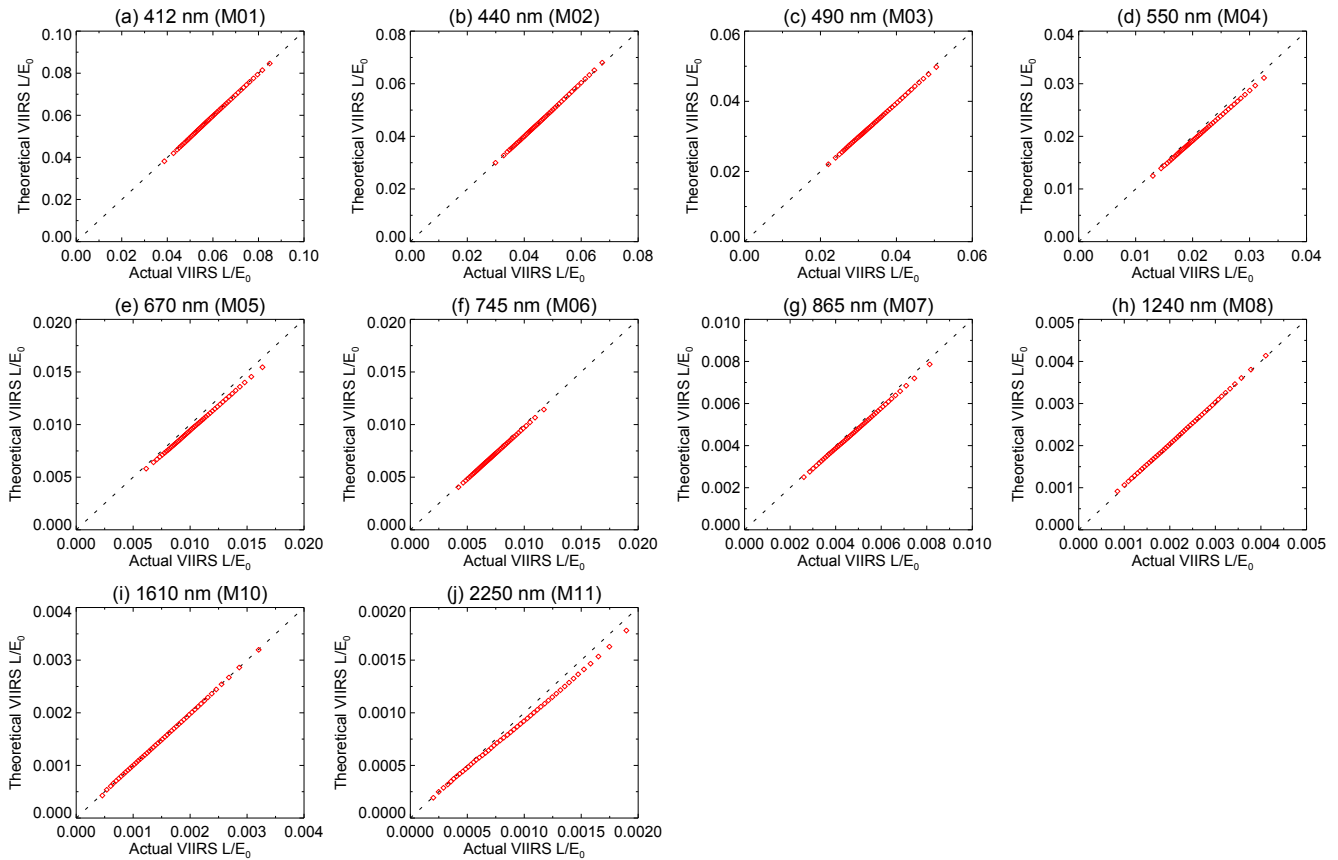 (a) 412 nm (M01)
Theoretical VIIRS L/E0
0.10
0.08
0.06
0.04
0.02
0.00
0.00 0.02 0.04 0.06 0.08 0.10
Actual VIIRS L/E0
(b) 440 nm (M02)
Theoretical VIIRS L/E0
0.08
0.06
0.04
0.02
0.00
0.00 0.02 0.04 0.06 0.08
Actual VIIRS L/E0
(c) 490 nm (M03)
Theoretical VIIRS L/E0
0.06
0.04
0.02
0.00
0.00 0.02 0.04 0.06
Actual VIIRS L/E0
(d) 550 nm (M04)
Theoretical VIIRS L/E0
0.04
0.03
0.02
0.01
0.00
0.00 0.01 0.02 0.03 0.04
Actual VIIRS L/E0
(e) 670 nm (M05)
Theoretical VIIRS L/E0
0.020
0.015
0.010
0.005
0.000
0.000 0.005 0.010 0.015 0.020
Actual VIIRS L/E0
(f) 745 nm (M06)
Theoretical VIIRS L/E0
0.020
0.015
0.010
0.005
0.000
0.000 0.005 0.010 0.015 0.020
Actual VIIRS L/E0
(g) 865 nm (M07)
Theoretical VIIRS L/E0
0.010
0.008
0.006
0.004
0.002
0.000
0.000 0.002 0.004 0.006 0.008 0.010
Actual VIIRS L/E0
(h) 1240 nm (M08)
Theoretical VIIRS L/E0
0.005
0.004
0.003
0.002
0.001
0.000
0.000 0.001 0.002 0.003 0.004 0.005
Actual VIIRS L/E0
(i) 1610 nm (M10)
Theoretical VIIRS L/E0
0.004
0.003
0.002
0.001
0.000
0.000 0.001 0.002 0.003 0.004
Actual VIIRS L/E0
(j) 2250 nm (M11)
Theoretical VIIRS L/E0
0.0020
0.0015
0.0010
0.0005
0.0000
0.0000 0.0005 0.0010 0.0015 0.0020
Actual VIIRS L/E0